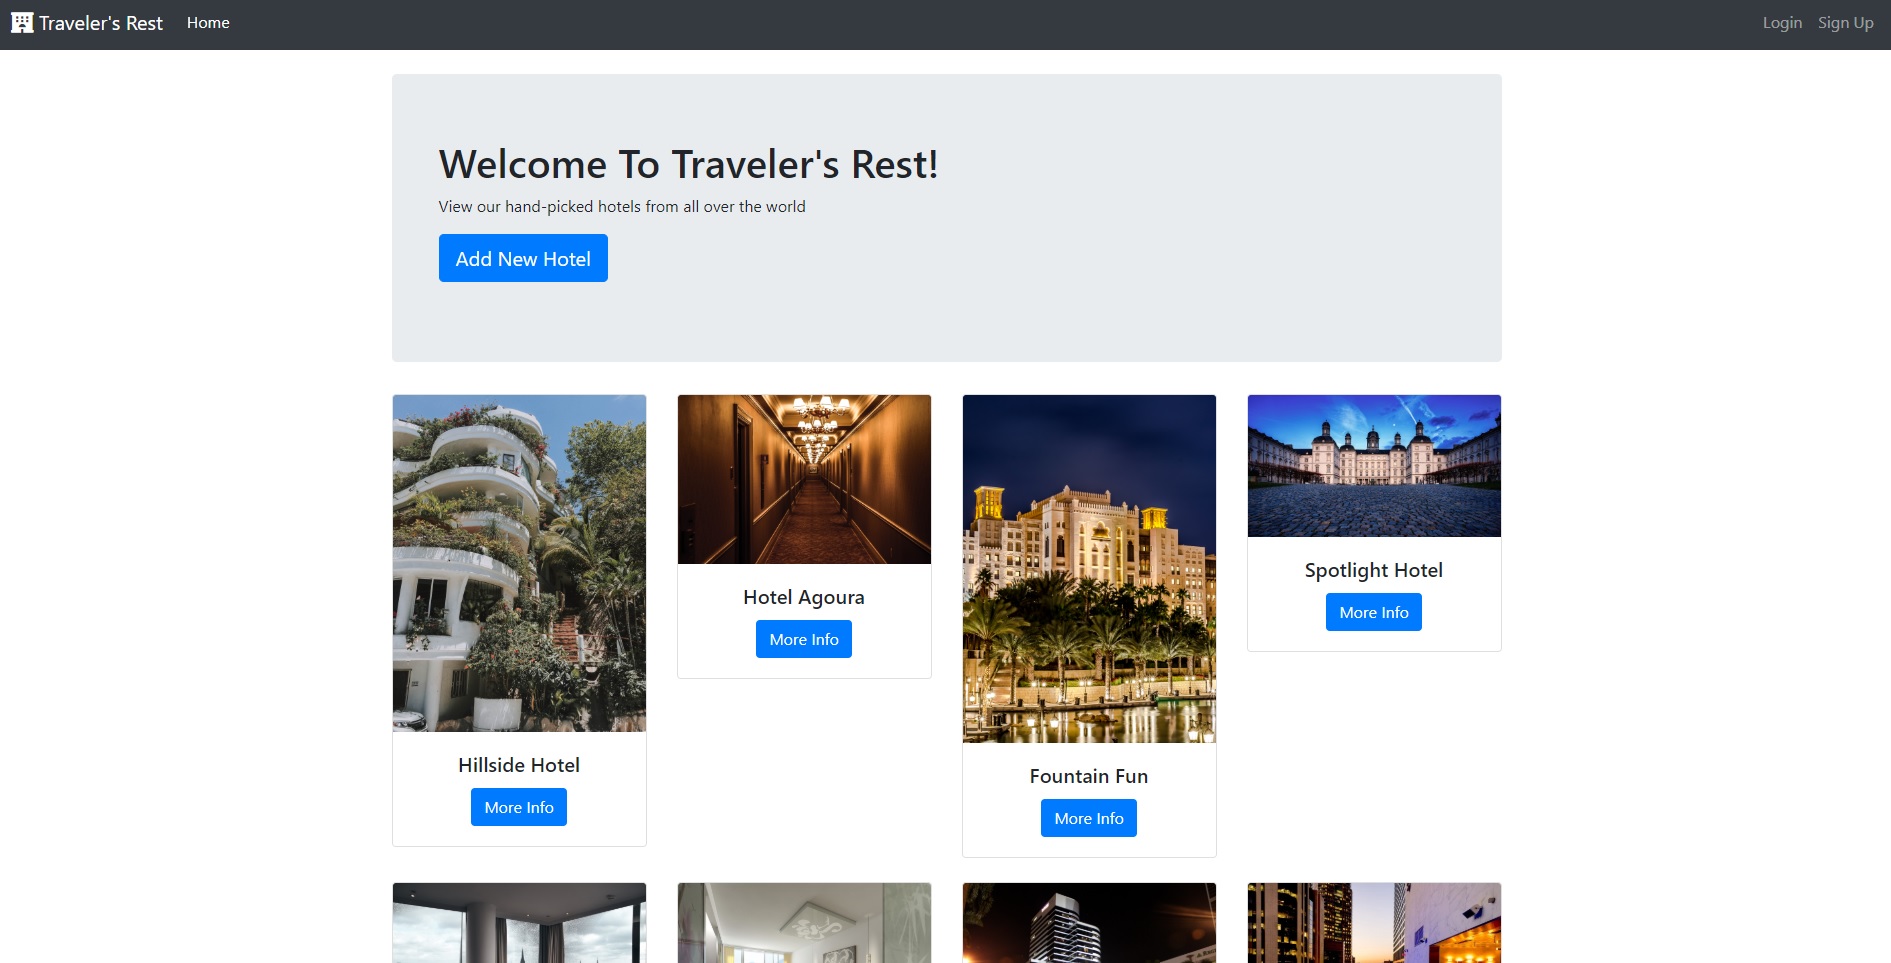 Traveler's Rest
Home
Login
Sign Up
Welcome To Traveler's Rest!
View our hand-picked hotels from all over the world
Add New Hotel
Hillside Hotel
More Info
Hotel Agoura
More Info
Fountain Fun
More Info
Spotlight Hotel
More Info